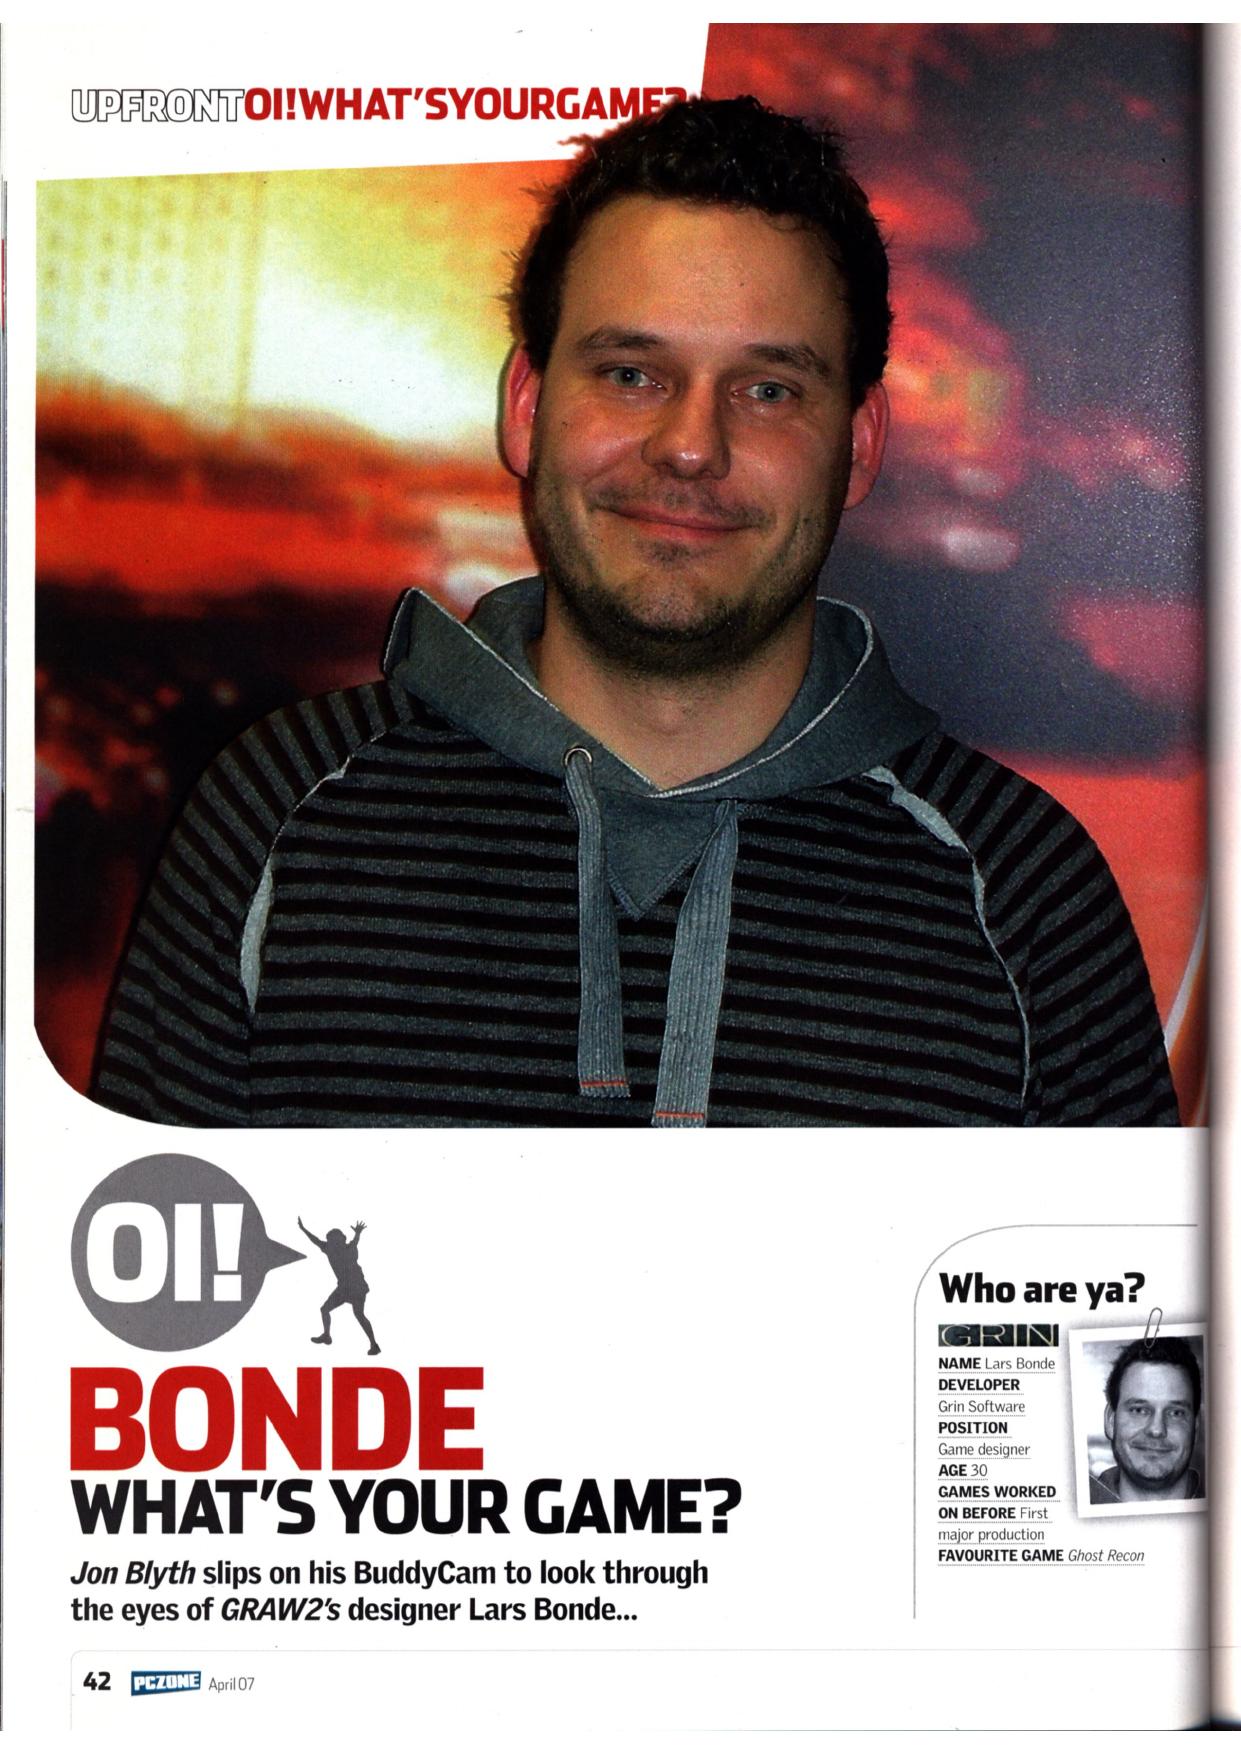 UPFRONTOI!WHAT'SYOURGAME?
OI!
BONDE
WHAT'S YOUR GAME?
Jon Blyth slips on his BuddyCam to look through
the eyes of GRAW2's designer Lars Bonde...
Who are ya?
GRIN
NAME Lars Bonde
DEVELOPER
Grin Software
POSITION
Game designer
AGE 30
GAMES WORKED
ON BEFORE First
major production
FAVOURITE GAME Ghost Recon
42 PCZONE April 07